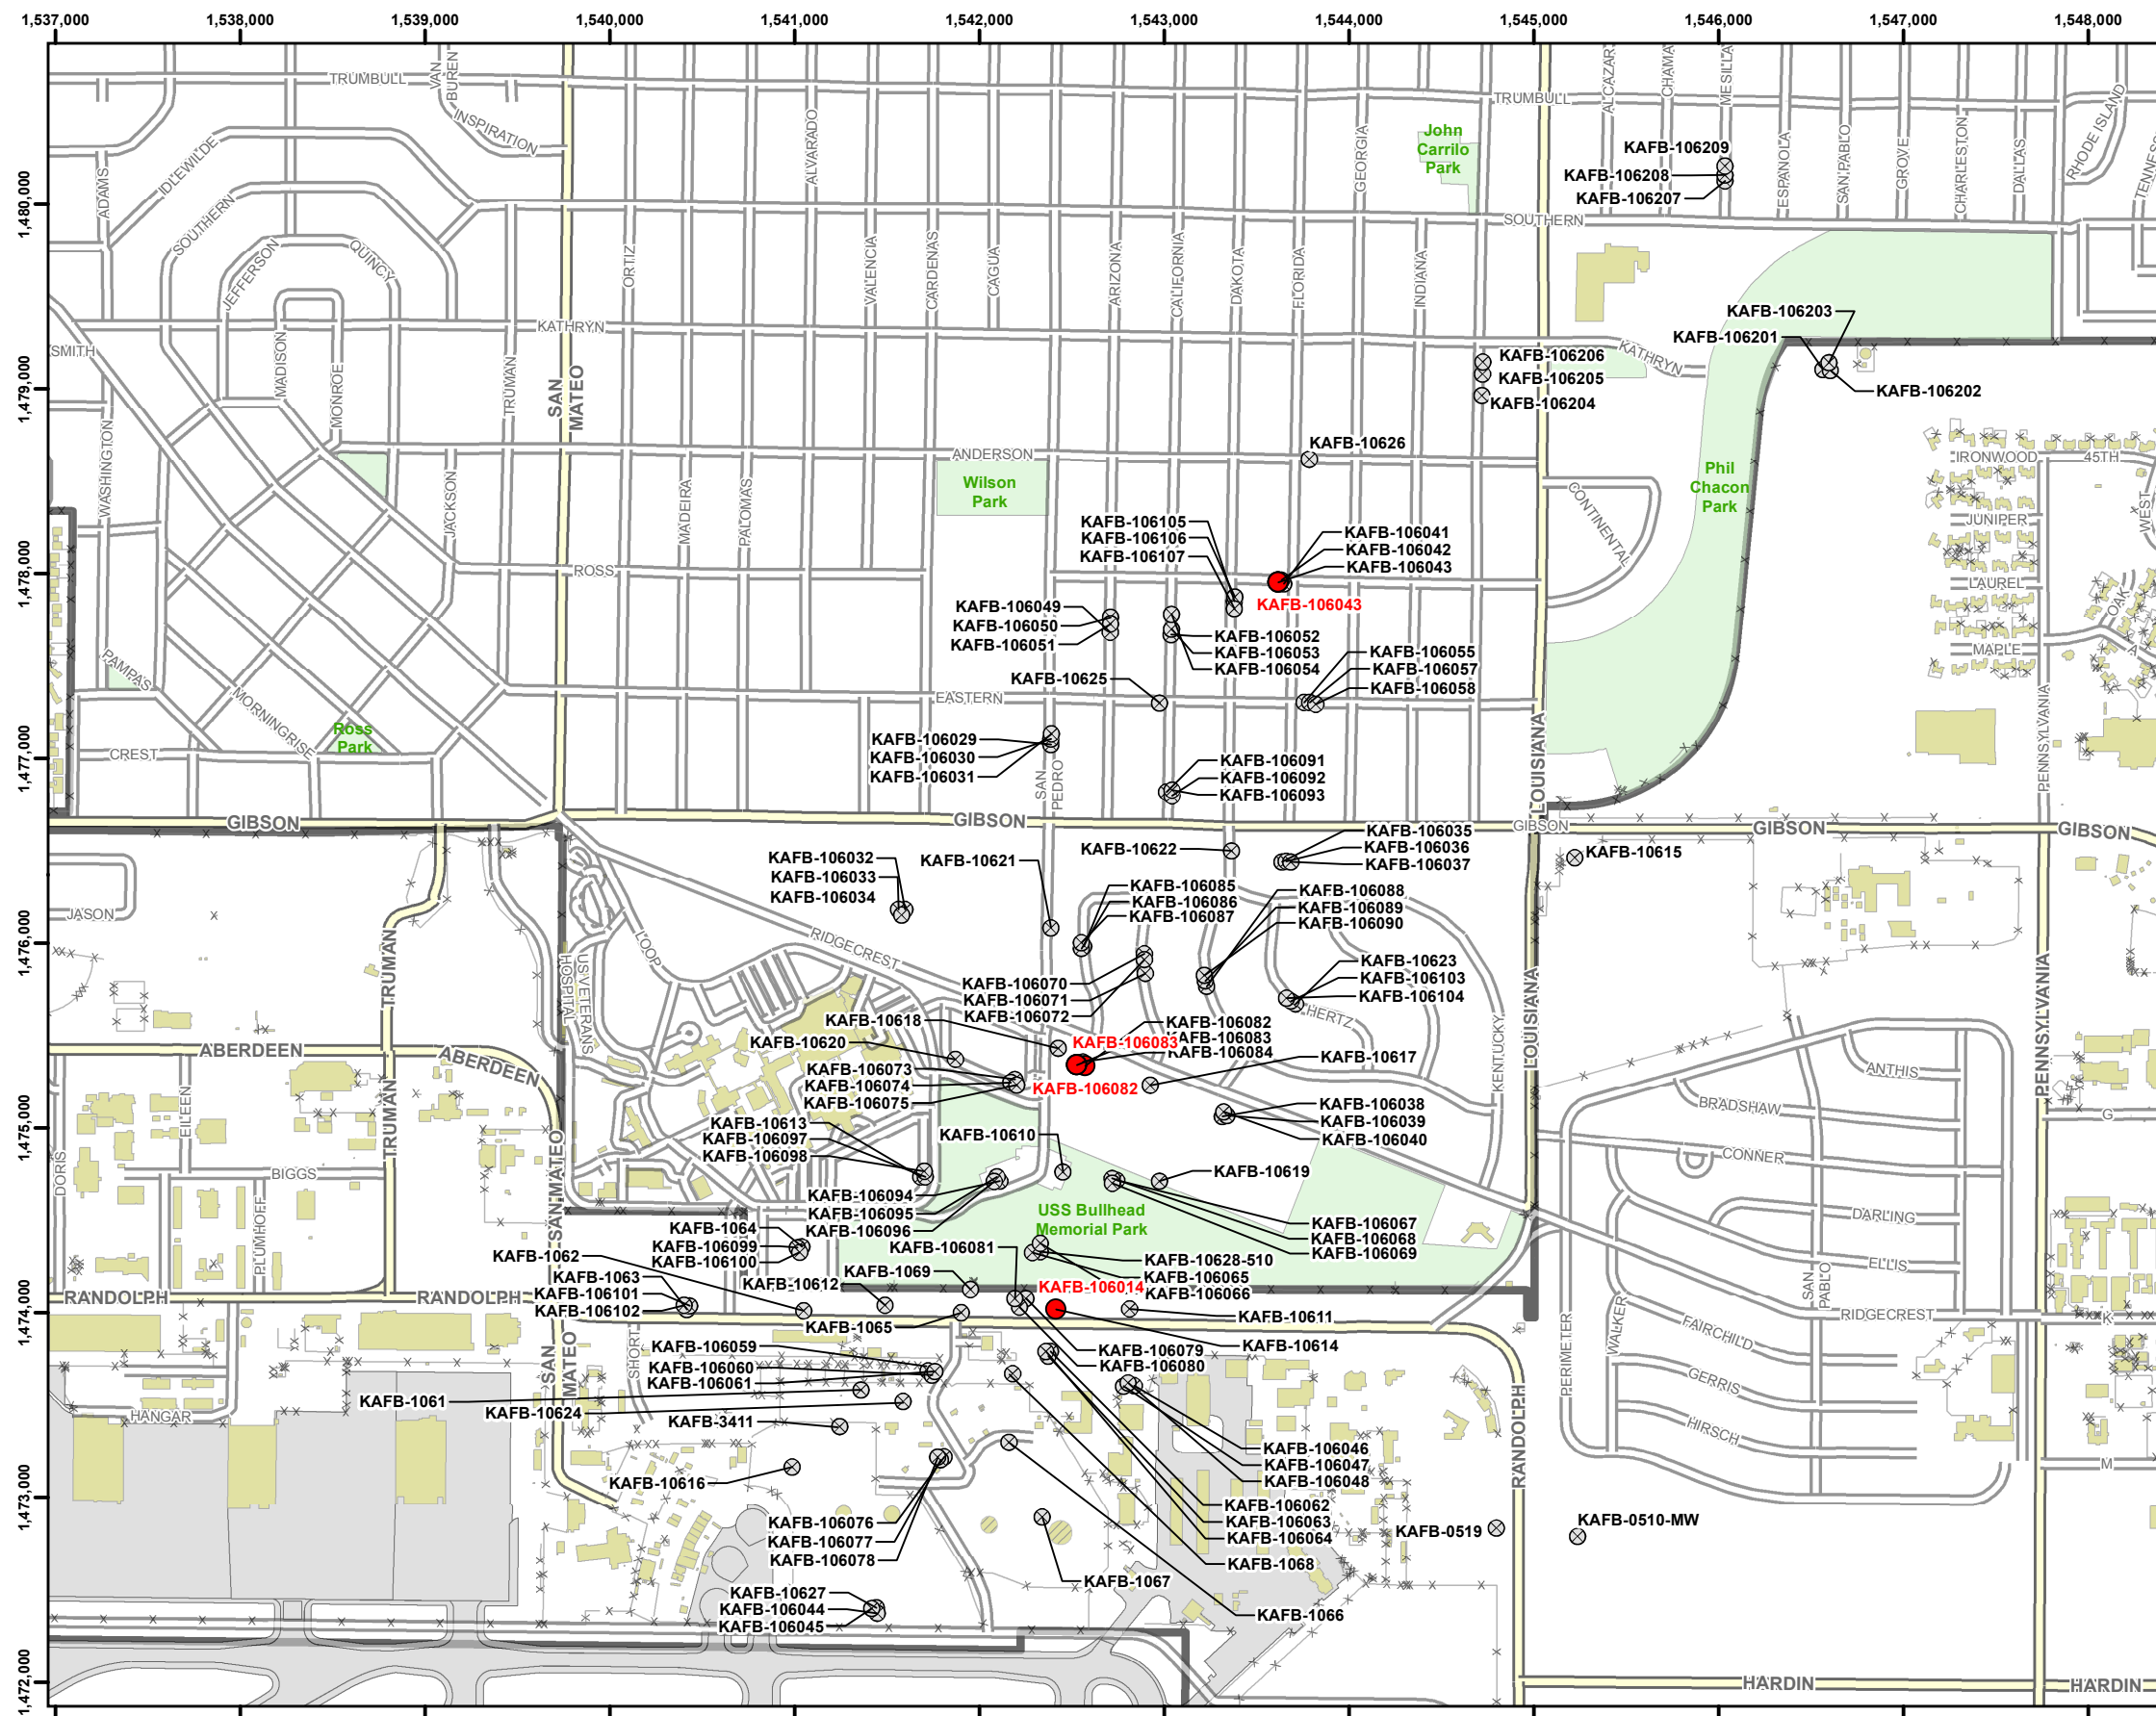 1,537,000
1,538,000
1,539,000
1,540,000
1,541,000
1,542,000
1,543,000
1,544,000
1,545,000
1,546,000
1,547,000
1,548,000
1,480,000
1,479,000
1,478,000
1,477,000
1,476,000
1,475,000
1,474,000
1,473,000
1,472,000
TRUMBULL
VAN
BUREN
INSPIRATION
TRUMBULL
ALCAZAR
CHAMA
MESILLA
RHODE ISLAND
ADAMS
IDLEWILDE
SOUTHERN
JEFFERSON
QUINCY
ALVARADO
GEORGIA
John
Carrilo
Park
KAFB-106209
KAFB-106208
KAFB-106207
ESPANOLA
SAN PABLO
GROVE
CHARLESTON
DALLAS
SOUTHERN
ORTIZ
VALENCIA
CARDENAS
CAGUA
ARIZONA
CALIFORNIA
DAKOTA
FLORIDA
INDIANA
KATHRYN
SMITH
MADISON
MONROE
TRUMAN
SAN
MATEO
KAFB-106203
KAFB-106201
KAFB-106202
KATHRYN
KAFB-106206
KAFB-106205
KAFB-106204
KAFB-10626
ANDERSON
Wilson
Park
WASHINGTON
JACKSON
MADEIRA
PALOMAS
Phil
Chacon
Park
CONTINENTAL
IRONWOOD
45TH
WEST
JUNIPER
LAUREL
OAK
MAPLE
KAFB-106105
KAFB-106106
KAFB-106107
KAFB-106041
KAFB-106042
KAFB-106043
KAFB-106043
ROSS
KAFB-106049
KAFB-106050
KAFB-106051
KAFB-106052
KAFB-106053
KAFB-106054
KAFB-106055
KAFB-106057
KAFB-106058
KAFB-10625
EASTERN
PAMPAS
MORNINGRISE
Ross
Park
CREST
KAFB-106029
KAFB-106030
KAFB-106031
SAN
PEDRO
KAFB-106091
KAFB-106092
KAFB-106093
LOUISIANA
PENNSYLVANIA
GIBSON
GIBSON
GIBSON
GIBSON
GIBSON
KAFB-106035
KAFB-106036
KAFB-106037
KAFB-10622
KAFB-10615
KAFB-106032
KAFB-106033
KAFB-106034
KAFB-10621
JASON
KAFB-106085
KAFB-106086
KAFB-106087
KAFB-106088
KAFB-106089
KAFB-106090
LOOP
RIDGECREST
US VETERANS
HOSPITAL
TRUMAN
KAFB-106070
KAFB-106071
KAFB-106072
KAFB-10623
KAFB-106103
KAFB-106104
HERTZ
KENTUCKY
LOUISIANA
PENNSYLVANIA
KAFB-10618
KAFB-10620
KAFB-106082
KAFB-106083
KAFB-106084
KAFB-106083
KAFB-106082
KAFB-10617
ABERDEEN
ABERDEEN
KAFB-106073
KAFB-106074
KAFB-106075
TRUMAN
EILEEN
DORIS
BIGGS
PLUMHOFF
SAN MATEO
KAFB-106038
KAFB-106039
KAFB-106040
ANTHIS
BRADSHAW
G
CONNER
DARLING
ELLIS
KAFB-10613
KAFB-106097
KAFB-106098
KAFB-10610
KAFB-10619
KAFB-106094
KAFB-106095
KAFB-106096
USS Bullhead
Memorial Park
KAFB-106067
KAFB-106068
KAFB-106069
KAFB-1064
KAFB-106099
KAFB-106100
KAFB-1062
KAFB-1063
KAFB-106101
KAFB-106102
KAFB-106081
KAFB-1069
KAFB-10612
KAFB-1065
KAFB-10628-510
KAFB-106065
KAFB-106066
KAFB-106014
KAFB-10611
KAFB-10614
KAFB-106079
KAFB-106080
RANDOLPH
RANDOLPH
SAN
PABLO
RIDGECREST
K
PERIMETER
WALKER
FAIRCHILD
GERRIS
HIRSCH
M
SAN
MATEO
SHORT
HANGAR
KAFB-106059
KAFB-106060
KAFB-106061
KAFB-1061
KAFB-10624
KAFB-3411
KAFB-10616
KAFB-106046
KAFB-106047
KAFB-106048
KAFB-106062
KAFB-106063
KAFB-106064
KAFB-1068
KAFB-106076
KAFB-106077
KAFB-106078
KAFB-1067
KAFB-1066
RANDOLPH
KAFB-0519
KAFB-0510-MW
KAFB-10627
KAFB-106044
KAFB-106045
HARDIN
HARDIN